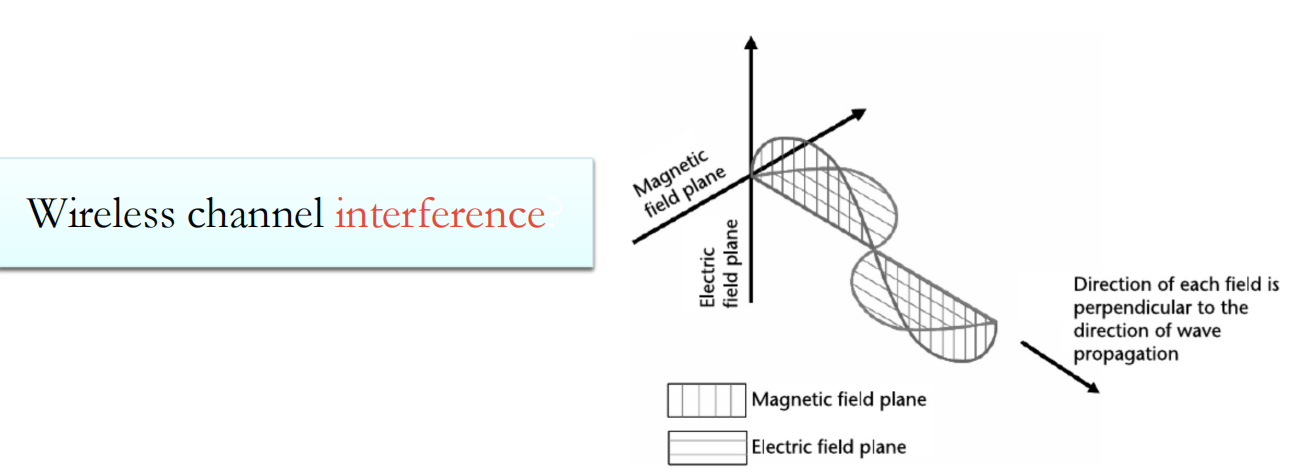 Wireless channel interference?
Magnetic
field plane
Electric
field plane
Direction of each field is
perpendicular to the
direction of wave
propagation
Magnetic field plane
Electric field plane